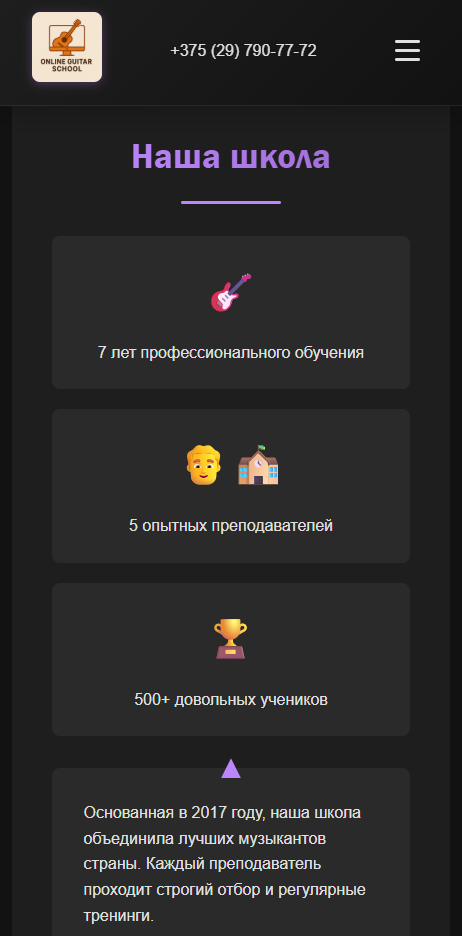 ONLINE GUITAR
SCHOOL
+375 (29) 790-77-72
Наша школа
7 лет профессионального обучения
5 опытных преподавателей
500+ довольных учеников
Основанная в 2017 году, наша школа
объединила лучших музыкантов
страны. Каждый преподаватель
проходит строгий отбор и регулярные
тренинги.